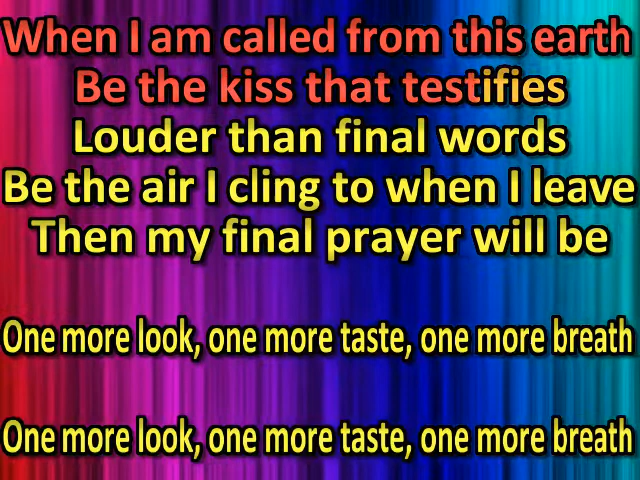 When I am called from this earth
Be the kiss that testifies
Louder than final words
Be the air I cling to when I leave
Then my final prayer will be
One more look, one more taste, one more breath
One more look, one more taste, one more breath